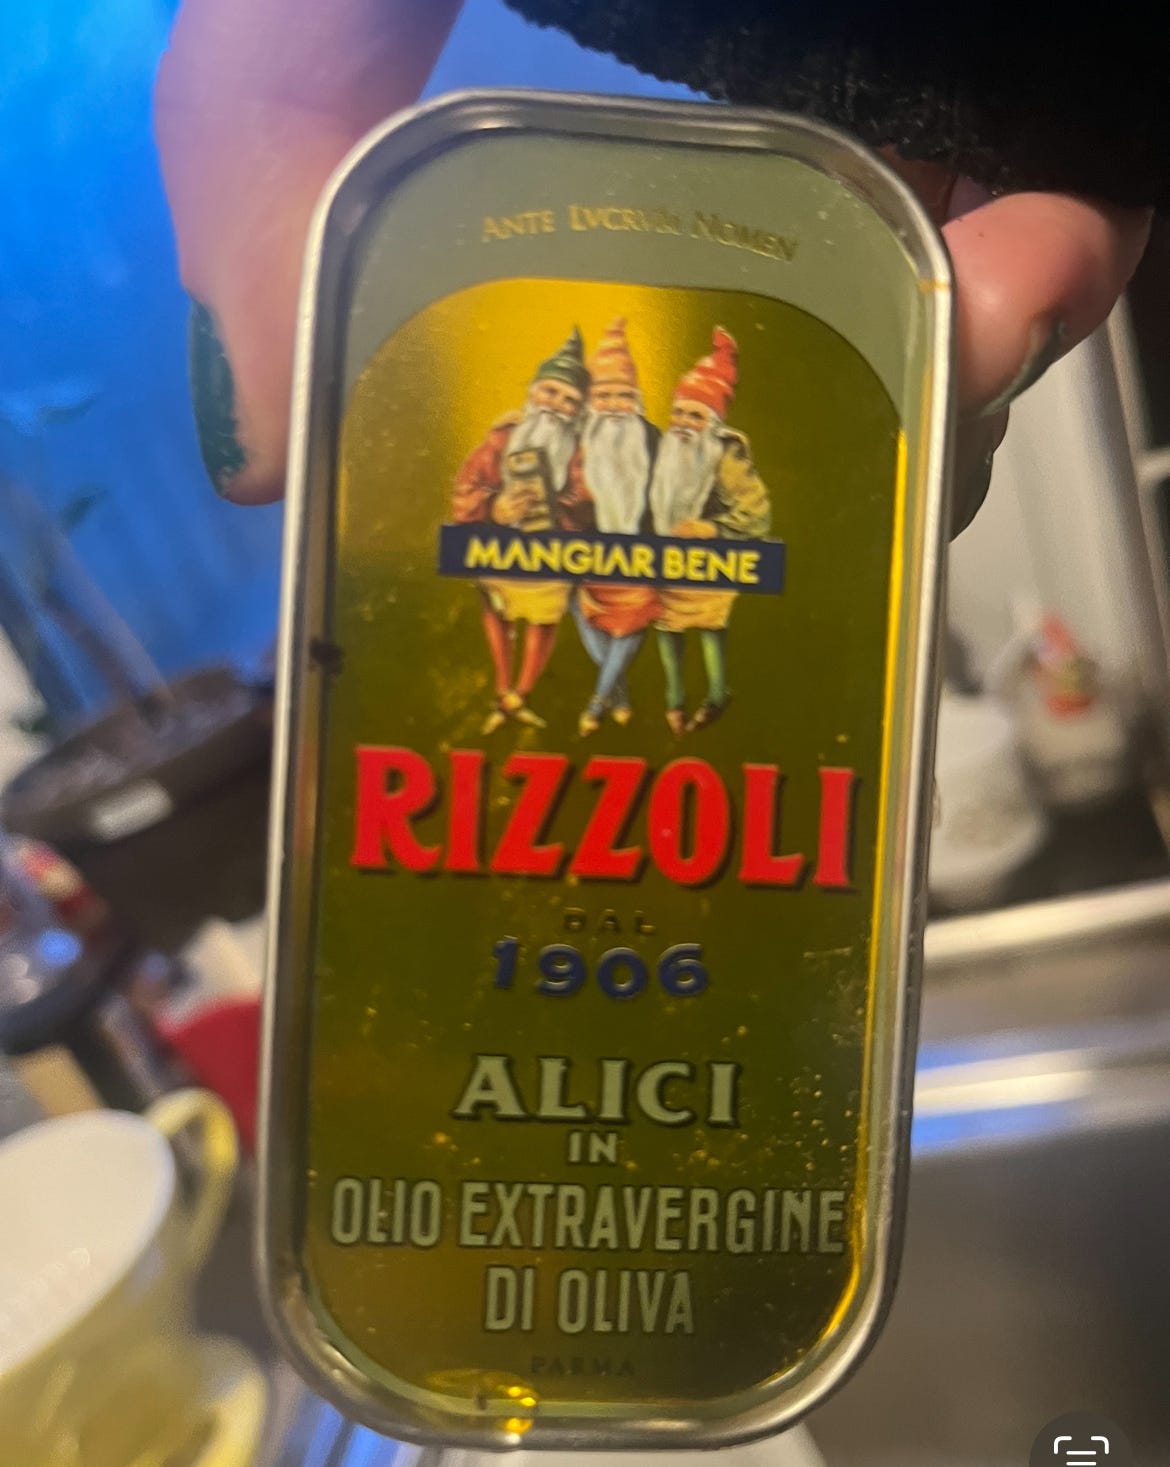 ANTE LVCRVM NOMEN
MANGIAR BENE
RIZZOLI
DAL
1906
ALICI
IN
OLIO EXTRAVERGINE
DI OLIVA
PARMA